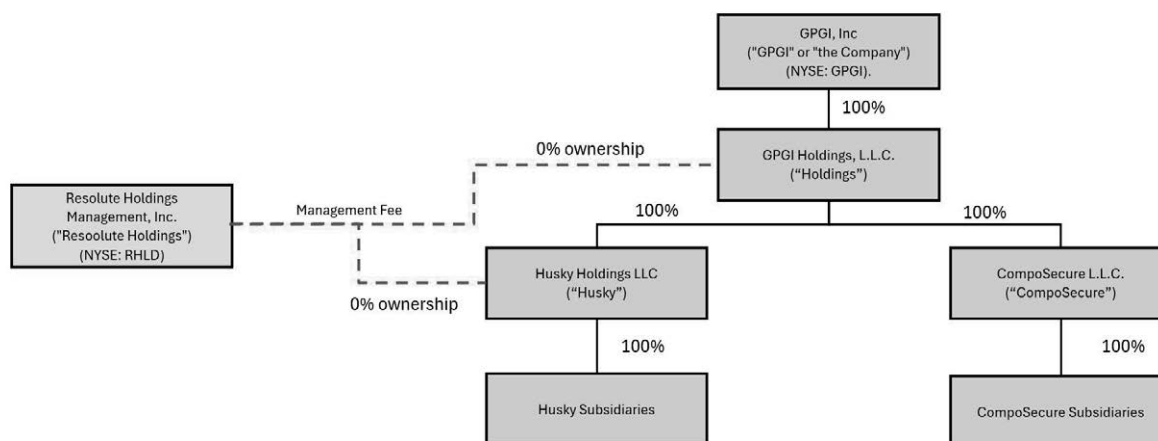 GPGI, Inc
("GPGI" or "the Company")
(NYSE: GPGI).
100%
0% ownership
GPGI Holdings, L.L.C.
(“Holdings”)
Resolute Holdings
Management, Inc.
("Resoolute Holdings")
(NYSE: RHLD)
Management Fee
100%
100%
Husky Holdings LLC
(“Husky”)
CompoSecure L.L.C.
(“CompoSecure”)
0% ownership
100%
100%
Husky Subsidiaries
CompoSecure Subsidiaries